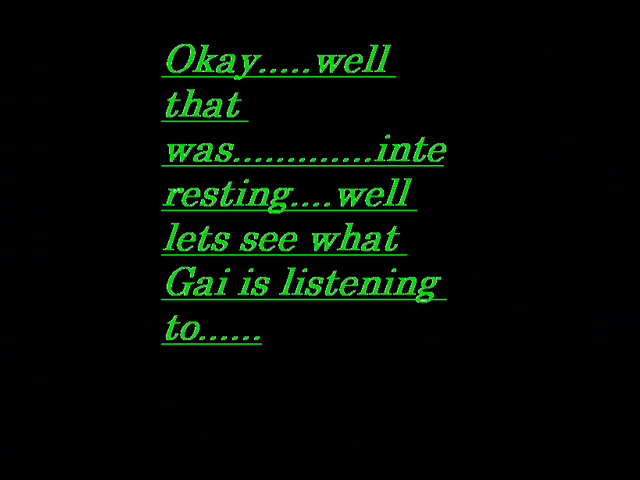 Okay.....well
that
was.............inte
resting....well
lets see what
Gai is listening
to......